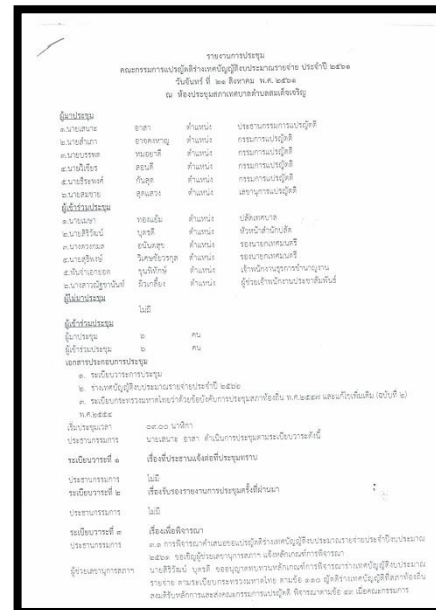 รายงานการประชุม
คณะกรรมการแปรญัตติร่างเทศบัญญัติงบประมาณรายจ่าย ประจำปี ๒๕๖๑
วันจันทร์ ที่ ๒๑ สิงหาคม พ.ศ. ๒๕๖๑
ณ ห้องประชุมสภาเทศบาลตำบลสมเด็จเจริญ
ผู้มาประชุม
๑.นายเสนาะ อาสา ตำแหน่ง ประธานกรรมการแปรญัตติ
๒.นายสำเภา อาจคงหาญ ตำแหน่ง กรรมการแปรญัตติ
๓.นายบรรพต หมอยาดี ตำแหน่ง กรรมการแปรญัตติ
๔.นายวิเชียร สอนดี ตำแหน่ง กรรมการแปรญัตติ
๕.นายธีระพงศ์ กันสุด ตำแหน่ง กรรมการแปรญัตติ
๖.นายสมชาย สุดแสวง ตำแหน่ง เลขานุการแปรญัตติ
ผู้เข้าร่วมประชุม
๑.นายเมษา ทองแย้ม ตำแหน่ง ปลัดเทศบาล
๒.นายสิริวัฒน์ บุตรดี ตำแหน่ง หัวหน้าสำนักปลัด
๓.นางดวงกมล อนันตสุข ตำแหน่ง รองนายกเทศมนตรี
๔.นายสุธิพงษ์ วิเศษชัยวรกุล ตำแหน่ง รองนายกเทศมนตรี
๕.พันจ่าเอกยอด ขุนพิทักษ์ ตำแหน่ง เจ้าพนักงานธุรการชำนาญงาน
๖.นางสาวณัฐชานันท์ ผิวเกลี้ยง ตำแหน่ง ผู้ช่วยเจ้าพนักงานประชาสัมพันธ์
ผู้ไม่มาประชุม
ไม่มี
ผู้เข้าร่วมประชุม
ผู้มาประชุม ๖ คน
ผู้เข้าร่วมประชุม ๖ คน
เอกสารประกอบการประชุม
๑. ระเบียบวาระการประชุม
๒. ร่างเทศบัญญัติงบประมาณรายจ่ายประจำปี ๒๕๖๒
๓. ระเบียบกระทรวงมหาดไทยว่าด้วยข้อบังคับการประชุมสภาท้องถิ่น พ.ศ.๒๕๔๗ และแก้ไขเพิ่มเติม (ฉบับที่ ๒)
พ.ศ.๒๕๕๔
เริ่มประชุมเวลา ๐๙.๐๐ นาฬิกา
ประธานกรรมการ นายเสนาะ อาสา ดำเนินการประชุมตามระเบียบวาระดังนี้
ระเบียบวาระที่ ๑ เรื่องที่ประธานแจ้งต่อที่ประชุมทราบ
ประธานกรรมการ ไม่มี
ระเบียบวาระที่ ๒ เรื่องรับรองรายงานการประชุมครั้งที่ผ่านมา
ประธานกรรมการ ไม่มี
ระเบียบวาระที่ ๓ เรื่องเพื่อพิจารณา
ประธานกรรมการ ๓.๑ การพิจารณาคำเสนอขอแปรญัตติร่างเทศบัญญัติงบประมาณรายจ่ายประจำปีงบประมาณ
๒๕๖๑ ขอเชิญผู้ช่วยเลขานุการสภาฯ แจ้งหลักเกณฑ์การพิจารณา
ผู้ช่วยเลขานุการสภาฯ นายสิริวัฒน์ บุตรดี ขออนุญาตทบทวนหลักเกณฑ์การพิจารณาร่างเทศบัญญัติงบประมาณ
รายจ่าย ตามระเบียบกระทรวงมหาดไทย ตามข้อ ๑๑๐ ญัตติร่างเทศบัญญัติที่สภาท้องถิ่น
ลงมติรับหลักการและส่งคณะกรรมการแปรญัตติ พิจารณาตามข้อ ๔๙ เมื่อคณะกรรมการ